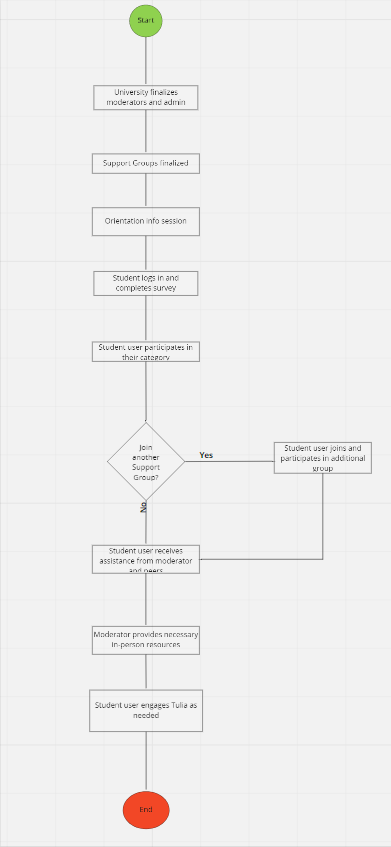 Start
University finalizes
moderators and admin
Support Groups finalized
Orientation info session
Student logs in and
completes survey
Student user participates in
their category
Join
another
Support
Group?
Yes
Student user joins and
participates in additional
group
No
Student user receives
assistance from moderator
and peers
Moderator provides necessary
in-person resources
Student user engages Tulia as
needed
End